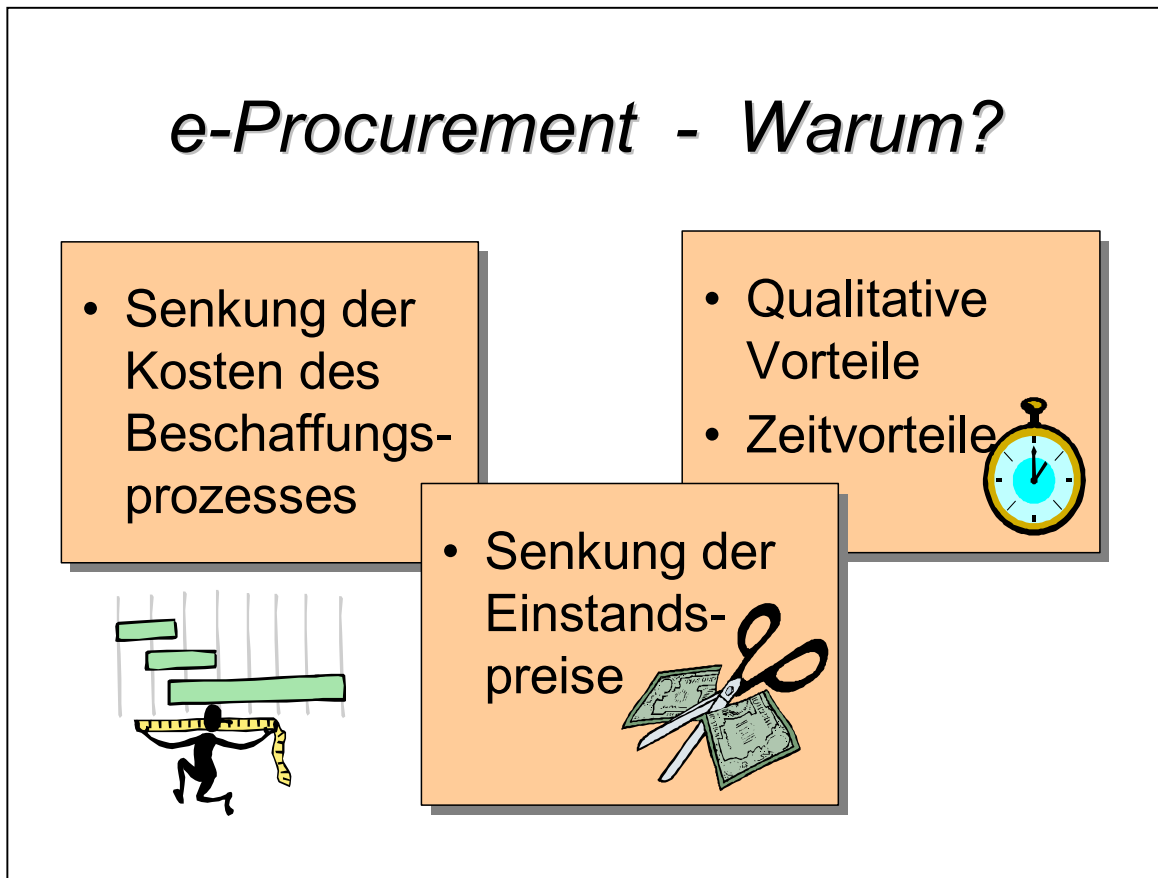 e-Procurement - Warum?
• Senkung der
Kosten des
Beschaffungs-
prozesses
• Qualitative
Vorteile
• Zeitvorteile
• Senkung der
Einstands-
preise